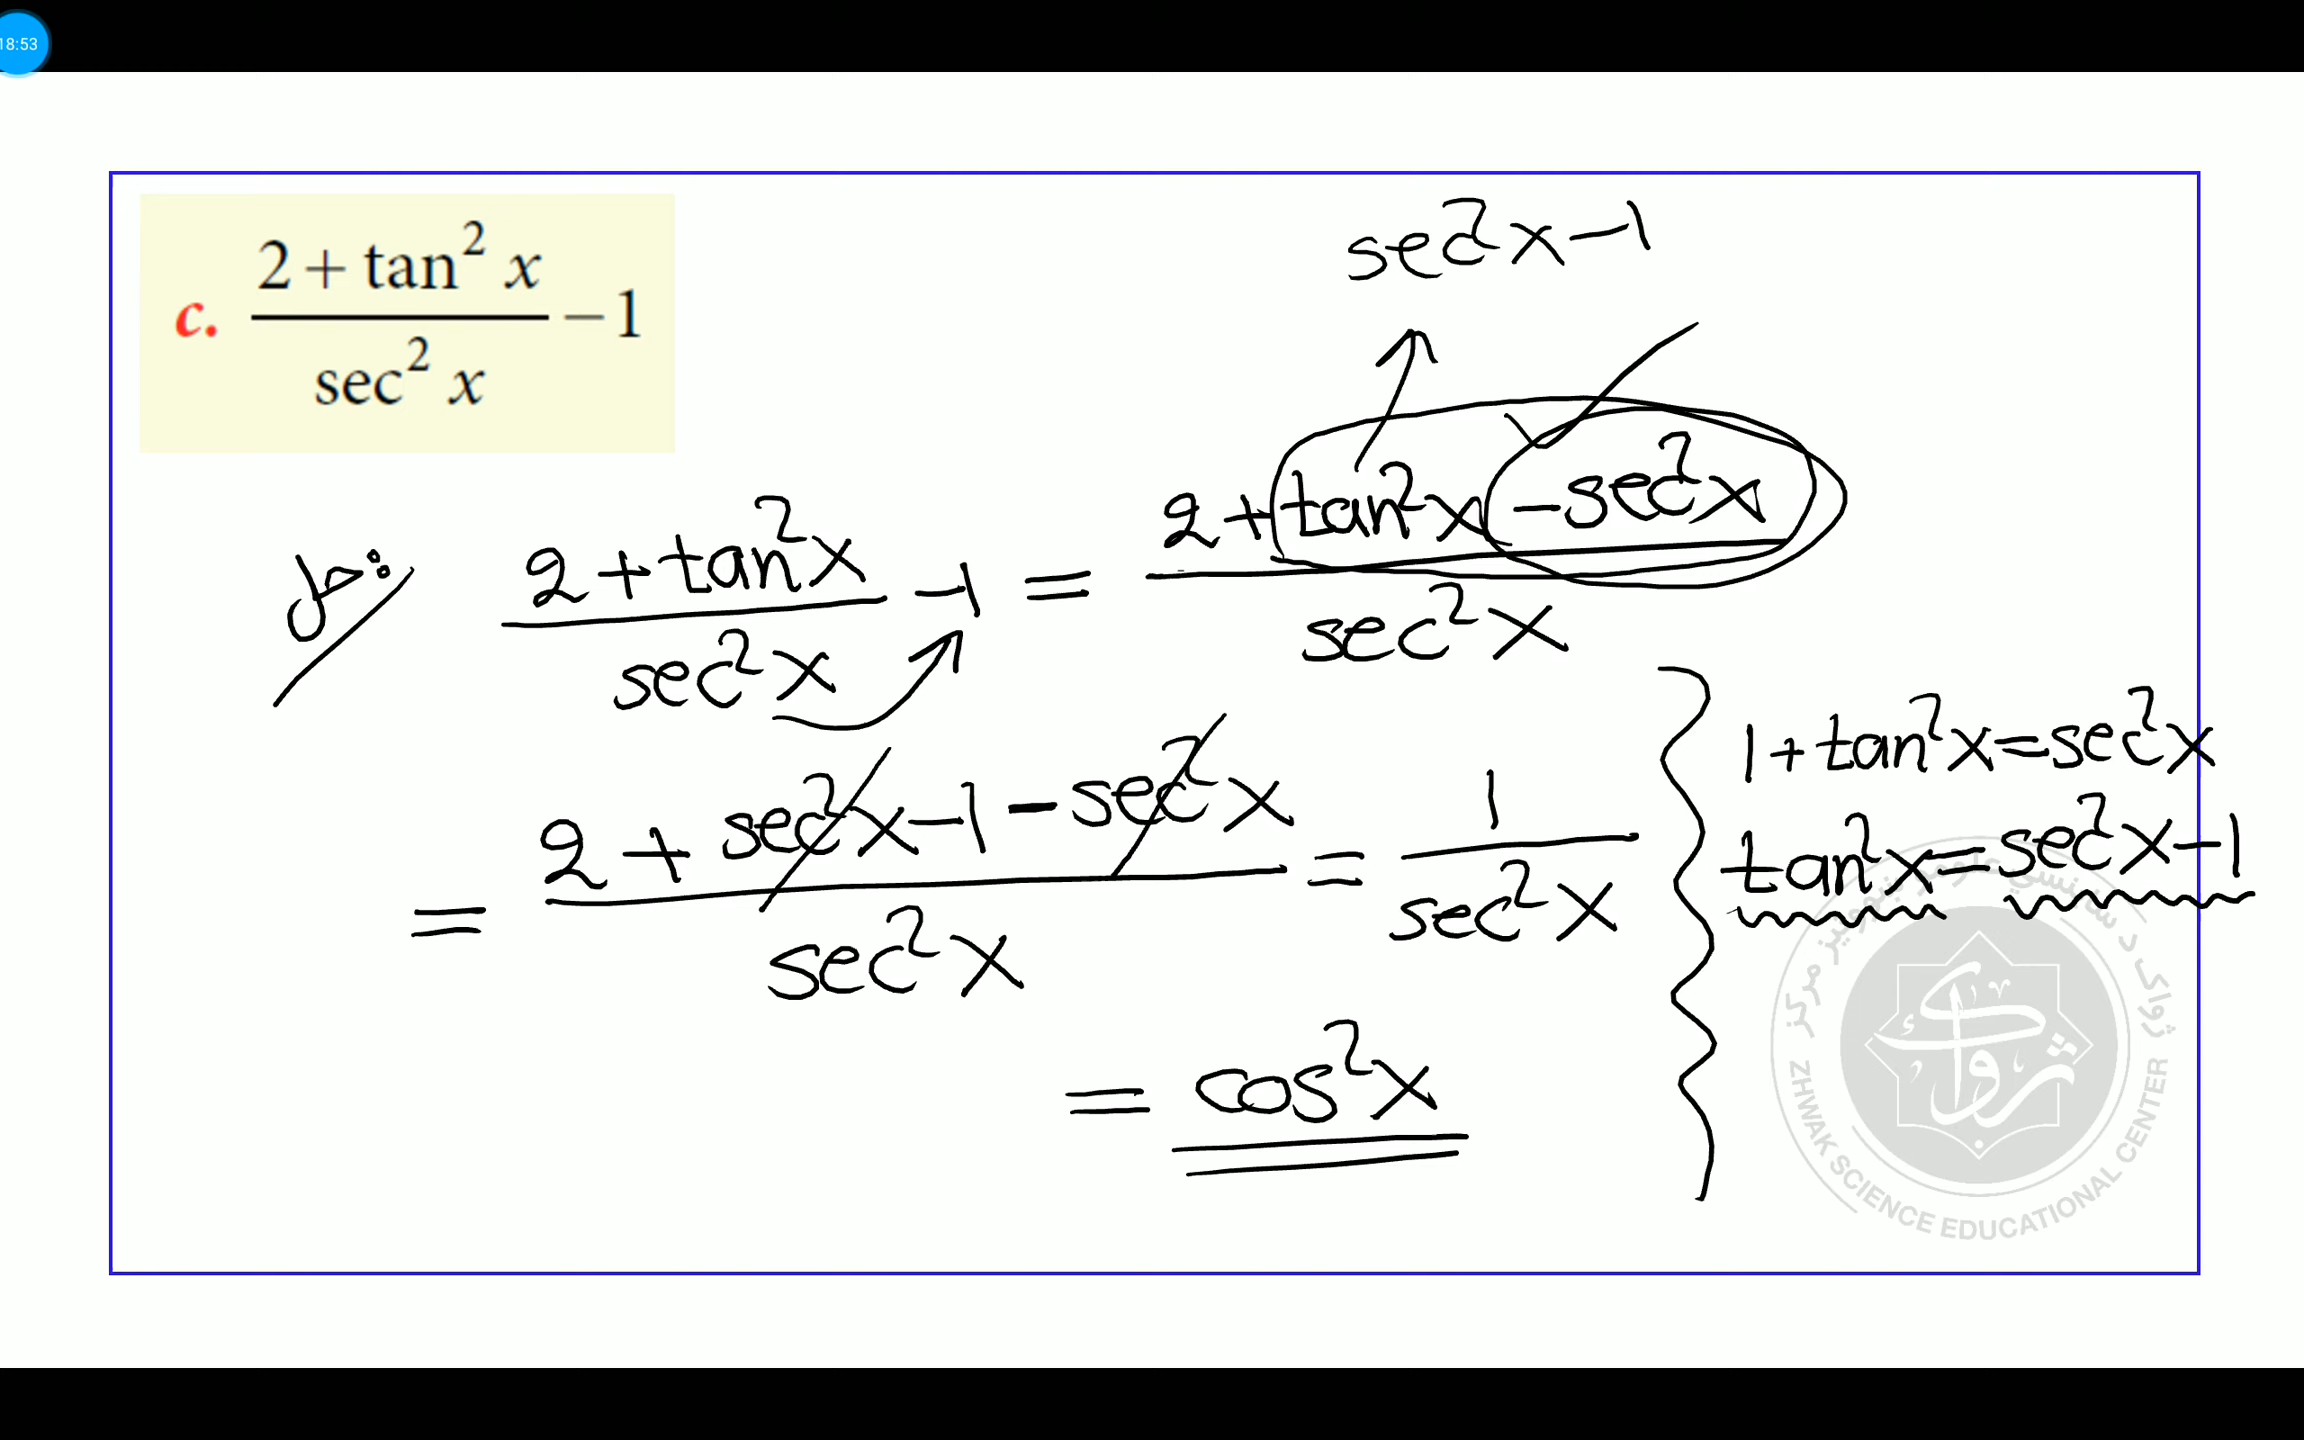 18:53
c. (2 + tan² x)/(sec² x) − 1
sec²x−1
حل:
(2+tan²x)/(sec²x) −1 = (2+tan²x −sec²x)/(sec²x)
1+tan²x=sec²x
tan²x=sec²x−1
= (2+sec²x−1−sec²x)/(sec²x) = 1/(sec²x)
= cos²x
ژواک
ZHWAK SCIENCE EDUCATIONAL CENTER